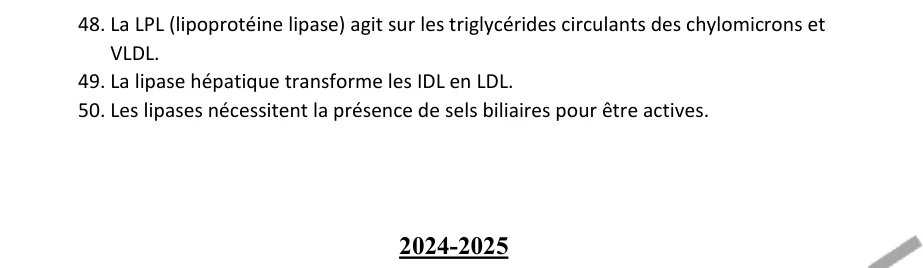 48. La LPL (lipoprotéine lipase) agit sur les triglycérides circulants des chylomicrons et
VLDL.
49. La lipase hépatique transforme les IDL en LDL.
50. Les lipases nécessitent la présence de sels biliaires pour être actives.
2024-2025